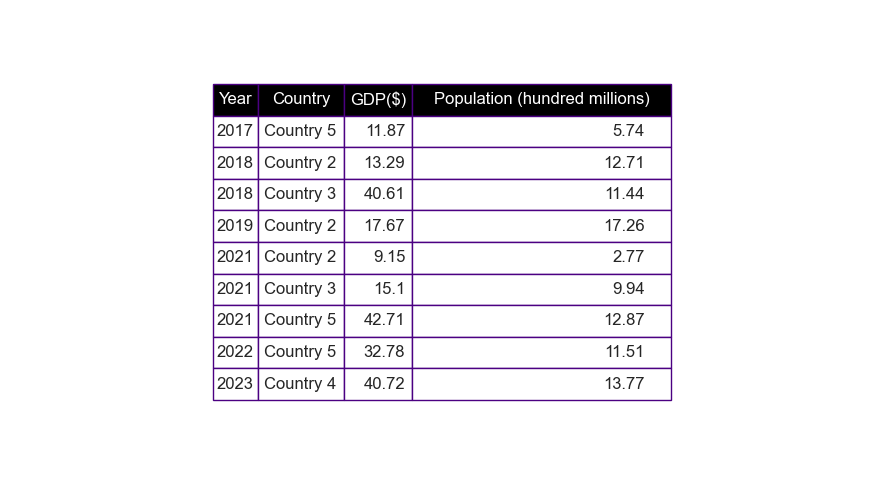 Year Country GDP($) Population (hundred millions)
2017 Country 5 11.87 5.74
2018 Country 2 13.29 12.71
2018 Country 3 40.61 11.44
2019 Country 2 17.67 17.26
2021 Country 2 9.15 2.77
2021 Country 3 15.1 9.94
2021 Country 5 42.71 12.87
2022 Country 5 32.78 11.51
2023 Country 4 40.72 13.77